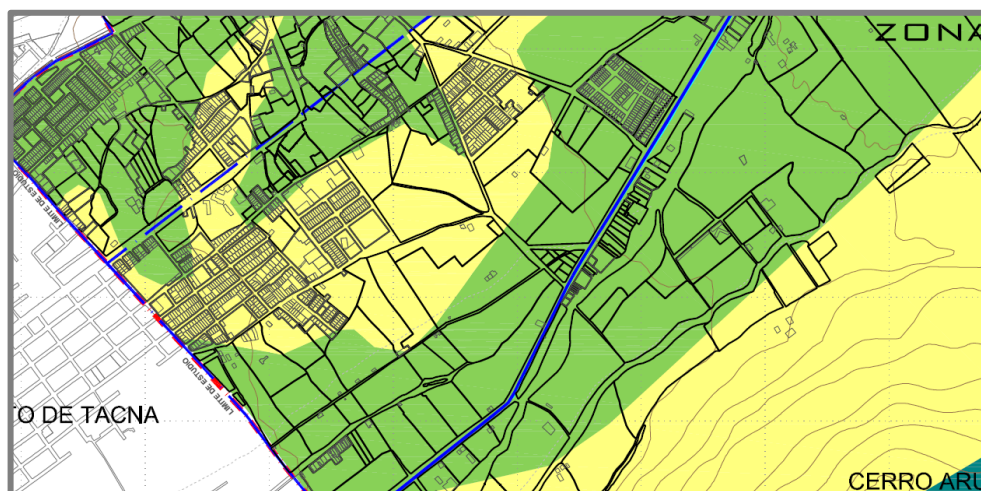 ZONA
LIMITE DE ESTUDIO
LIMITE DE ESTUDIO
TO DE TACNA
CERRO ARU